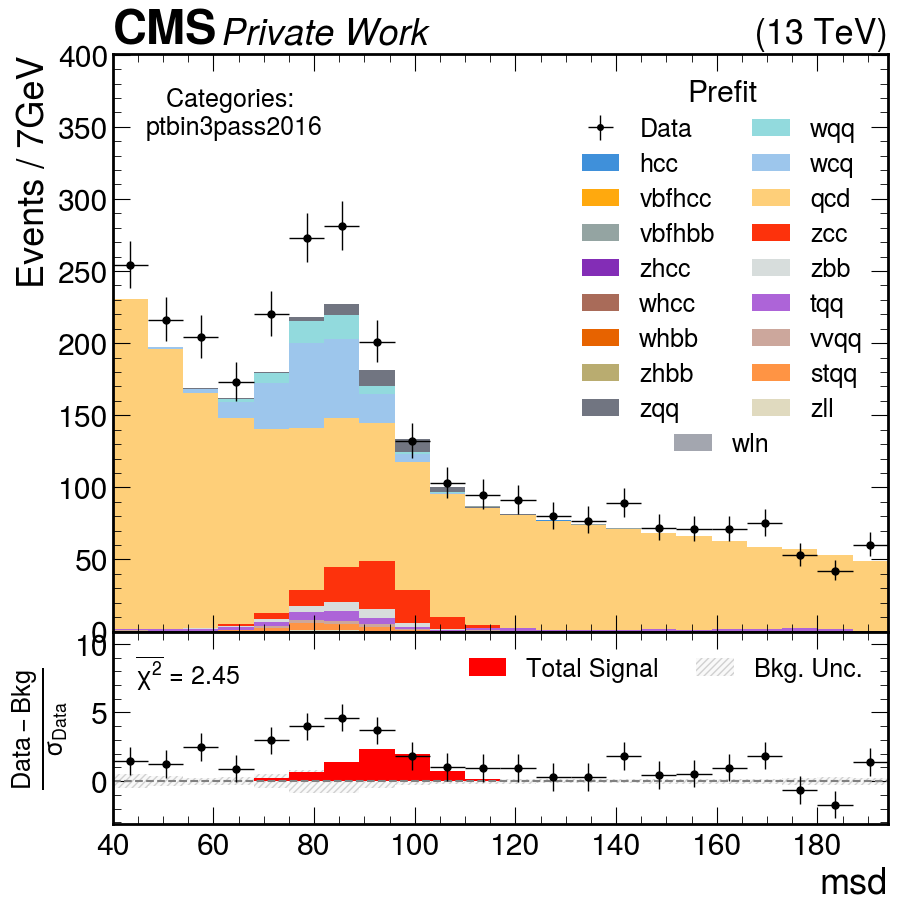 CMS Private Work (13 TeV)
Events / 7GeV
400
350
300
250
200
150
100
50
0
Categories:
ptbin3pass2016
Prefit
Data
hcc
vbfhcc
vbfhbb
zhcc
whcc
whbb
zhbb
zqq
wqq
wcq
qcd
zcc
zbb
tqq
vvqq
stqq
zll
wln
Data – Bkg
σData
10
5
0
χ² = 2.45
Total Signal
Bkg. Unc.
40 60 80 100 120 140 160 180
msd